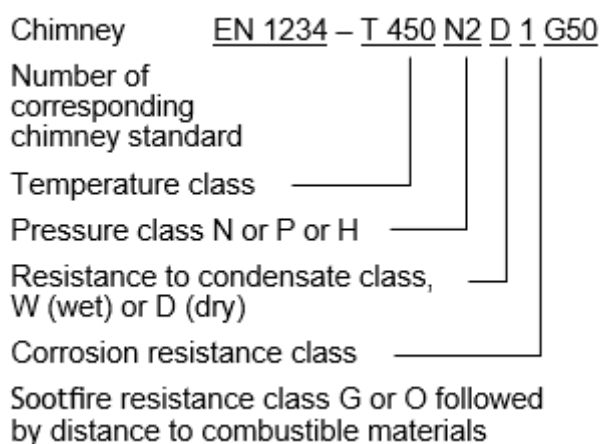 Chimney EN 1234 – T 450 N2 D 1 G50
Number of
corresponding
chimney standard
Temperature class
Pressure class N or P or H
Resistance to condensate class,
W (wet) or D (dry)
Corrosion resistance class
Sootfire resistance class G or O followed
by distance to combustible materials